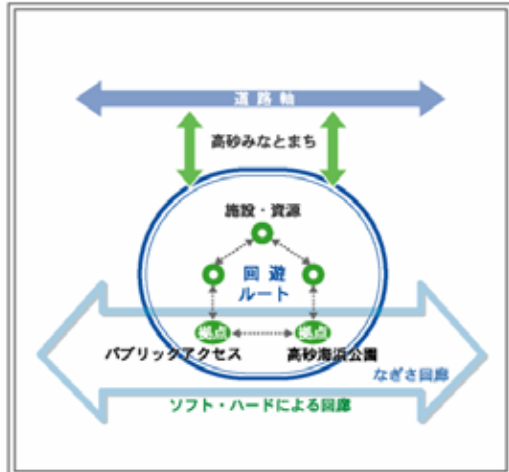 道路軸
高砂みなとまち
施設・資源
回遊
ルート
拠点
拠点
パブリックアクセス
高砂海浜公園
なぎさ回廊
ソフト・ハードによる回廊